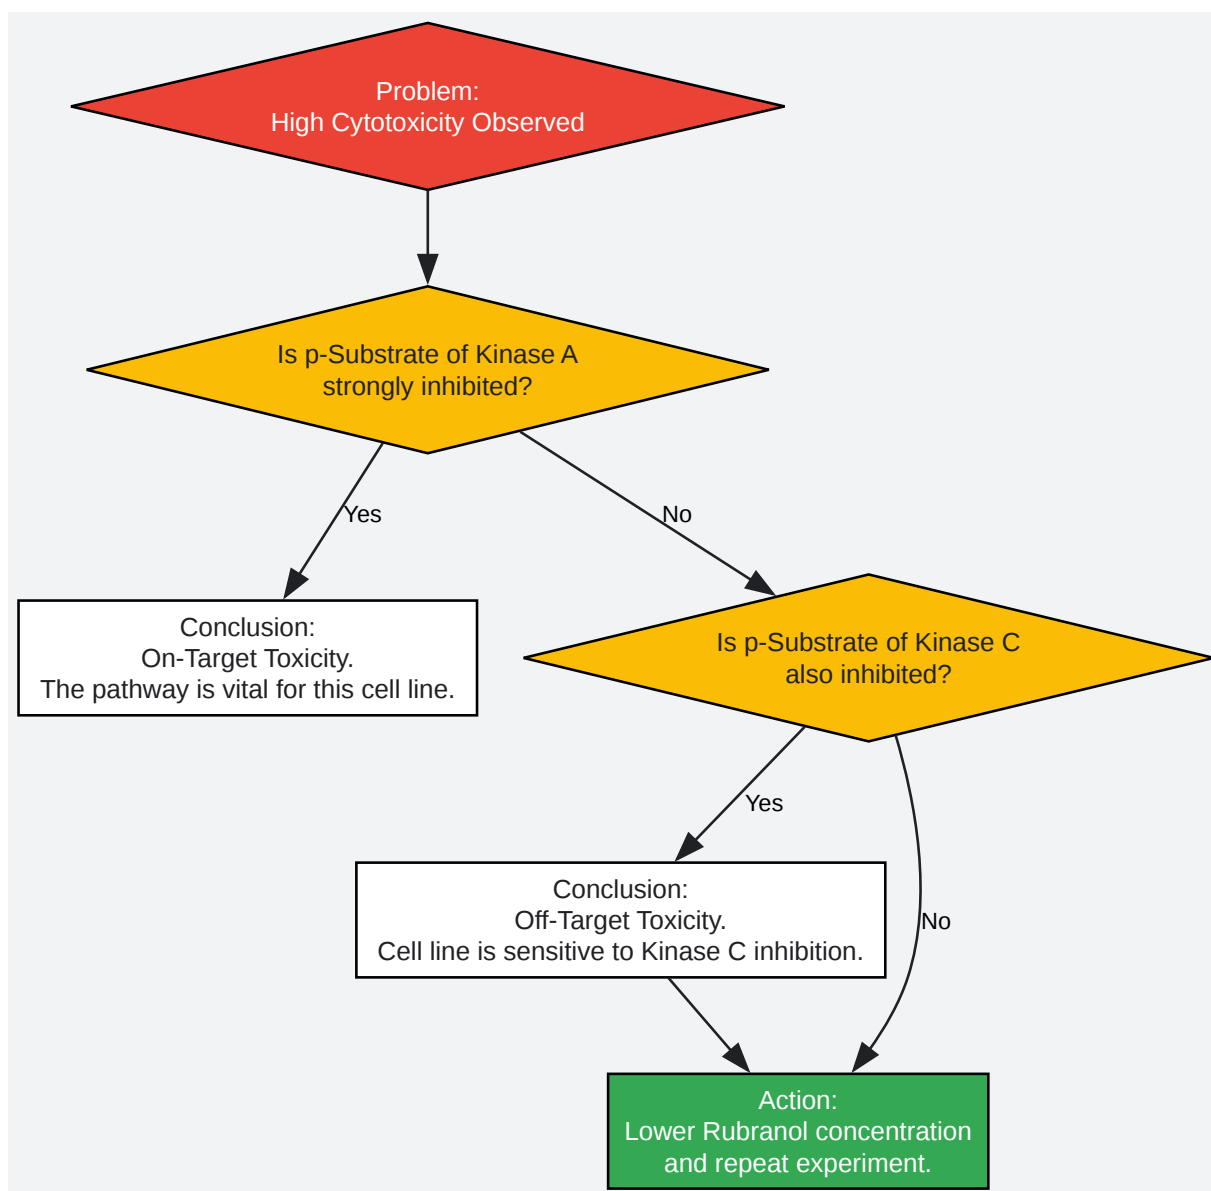 Problem:
High Cytotoxicity Observed
Is p-Substrate of Kinase A
strongly inhibited?
Yes
No
Conclusion:
On-Target Toxicity.
The pathway is vital for this cell line.
Is p-Substrate of Kinase C
also inhibited?
Yes
Conclusion:
Off-Target Toxicity.
Cell line is sensitive to Kinase C inhibition.
No
Action:
Lower Rubranol concentration
and repeat experiment.